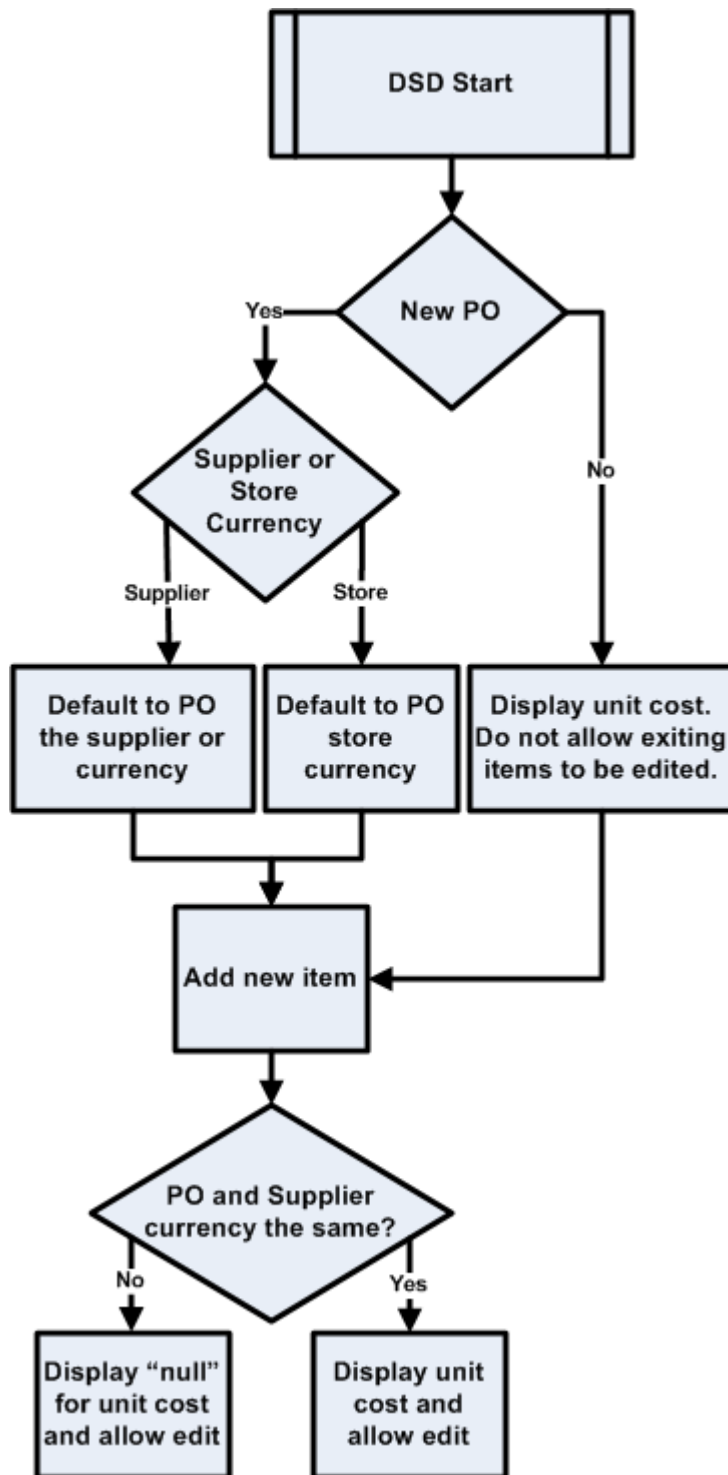 DSD Start
New PO
Yes
No
Supplier or
Store
Currency
Supplier
Store
Default to PO
the supplier or
currency
Default to PO
store
currency
Display unit cost.
Do not allow exiting
items to be edited.
Add new item
PO and Supplier
currency the same?
No
Yes
Display “null”
for unit cost
and allow edit
Display unit
cost and
allow edit